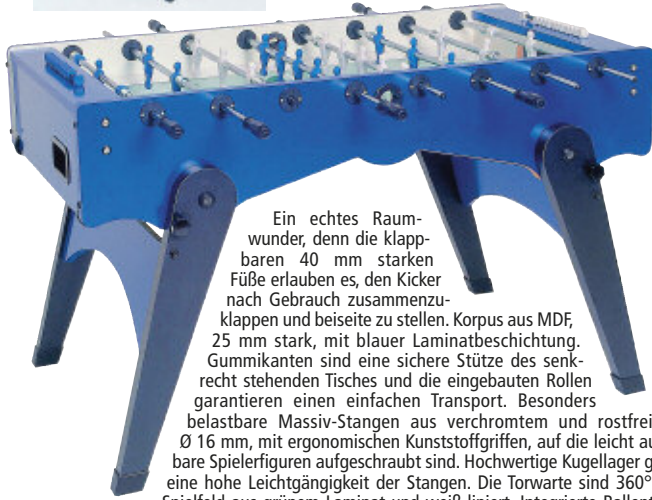 Ein echtes Raum-
wunder, denn die klapp-
baren 40 mm starken
Füße erlauben es, den Kicker
nach Gebrauch zusammenzu-
klappen und beiseite zu stellen. Korpus aus MDF,
25 mm stark, mit blauer Laminatbeschichtung.
Gummikanten sind eine sichere Stütze des senk-
recht stehenden Tisches und die eingebauten Rollen
garantieren einen einfachen Transport. Besonders
belastbare Massiv-Stangen aus verchromtem und rostfrei
Ø 16 mm, mit ergonomischen Kunststoffgriffen, auf die leicht au
bare Spielerfiguren aufgeschraubt sind. Hochwertige Kugellager g
eine hohe Leichtgängigkeit der Stangen. Die Torwarte sind 360°